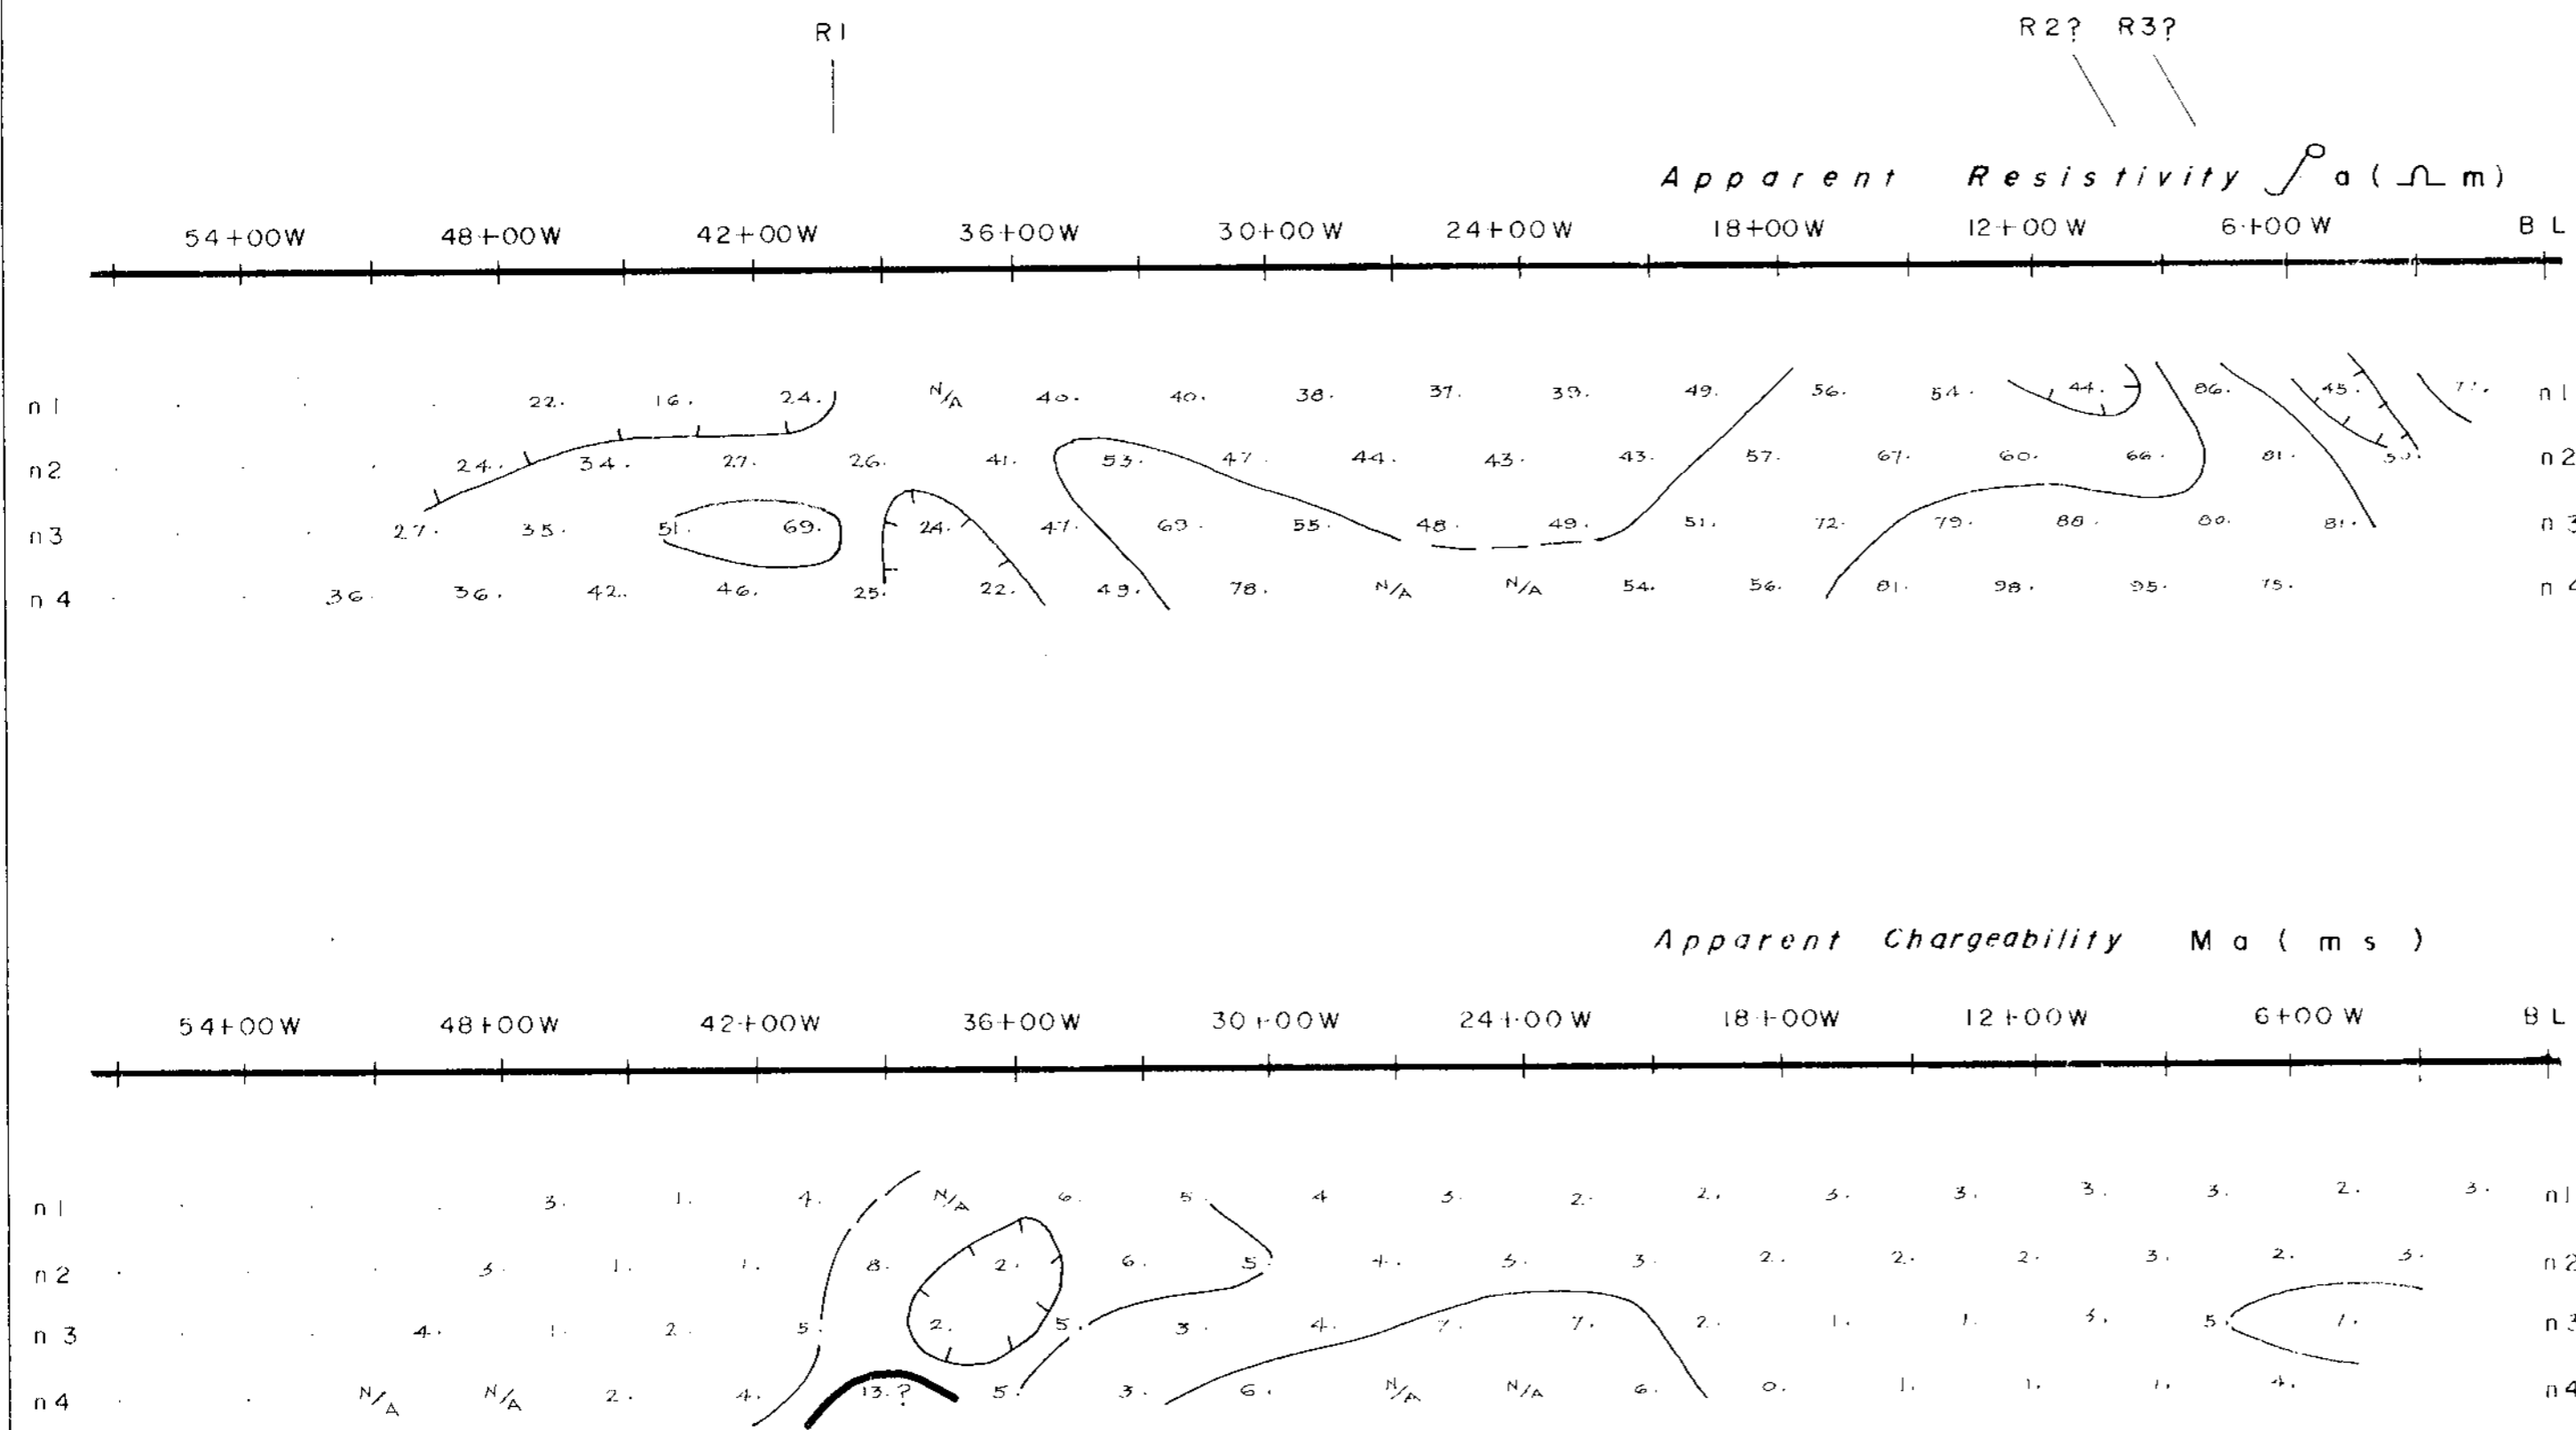 R1 R2? R3?
Apparent Resistivity ρa (Ω m)
54+00W 48+00W 42+00W 36+00W 30+00W 24+00W 18+00W 12+00W 6+00W BL
n1 22. 16. 24. N/A 40. 40. 38. 37. 39. 49. 56. 54. 44. 86. 45. n1
n2 24. 34. 27. 26. 41. 53. 47. 44. 43. 43. 57. 67. 60. 66. 81. n2
n3 27. 35. 51. 69. 24. 47. 69. 55. 48. 49. 51. 72. 79. 88. 80. 81. n3
n4 36. 36. 42. 46. 25. 22. 49. 78. N/A N/A 54. 56. 81. 98. 95. 75. n4
Apparent Chargeability Ma (ms)
54+00W 48+00W 42+00W 36+00W 30+00W 24+00W 18+00W 12+00W 6+00W BL
n1 3. 1. 4. N/A 6. 5. 4 3. 2. 2. 3. 3. 3. 3. 2. 3. n1
n2 3. 1. 1. 8. 2. 6. 5. 4. 3. 3. 2. 2. 2. 3. 2. 3. n2
n3 4. 1. 2. 5. 2. 5. 3. 4. 7. 7. 2. 1. 1. 3. 5. 7. n3
n4 N/A N/A 2. 4. 13.? 5. 3. 6. N/A N/A 6. 0. 1. 1. 1. 4. n4